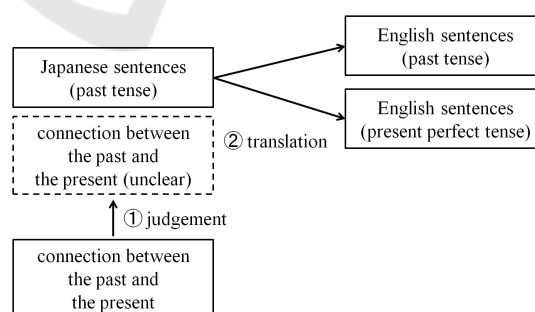 Japanese sentences
(past tense)
English sentences
(past tense)
English sentences
(present perfect tense)
connection between
the past and
the present (unclear)
② translation
① judgement
connection between
the past and
the present